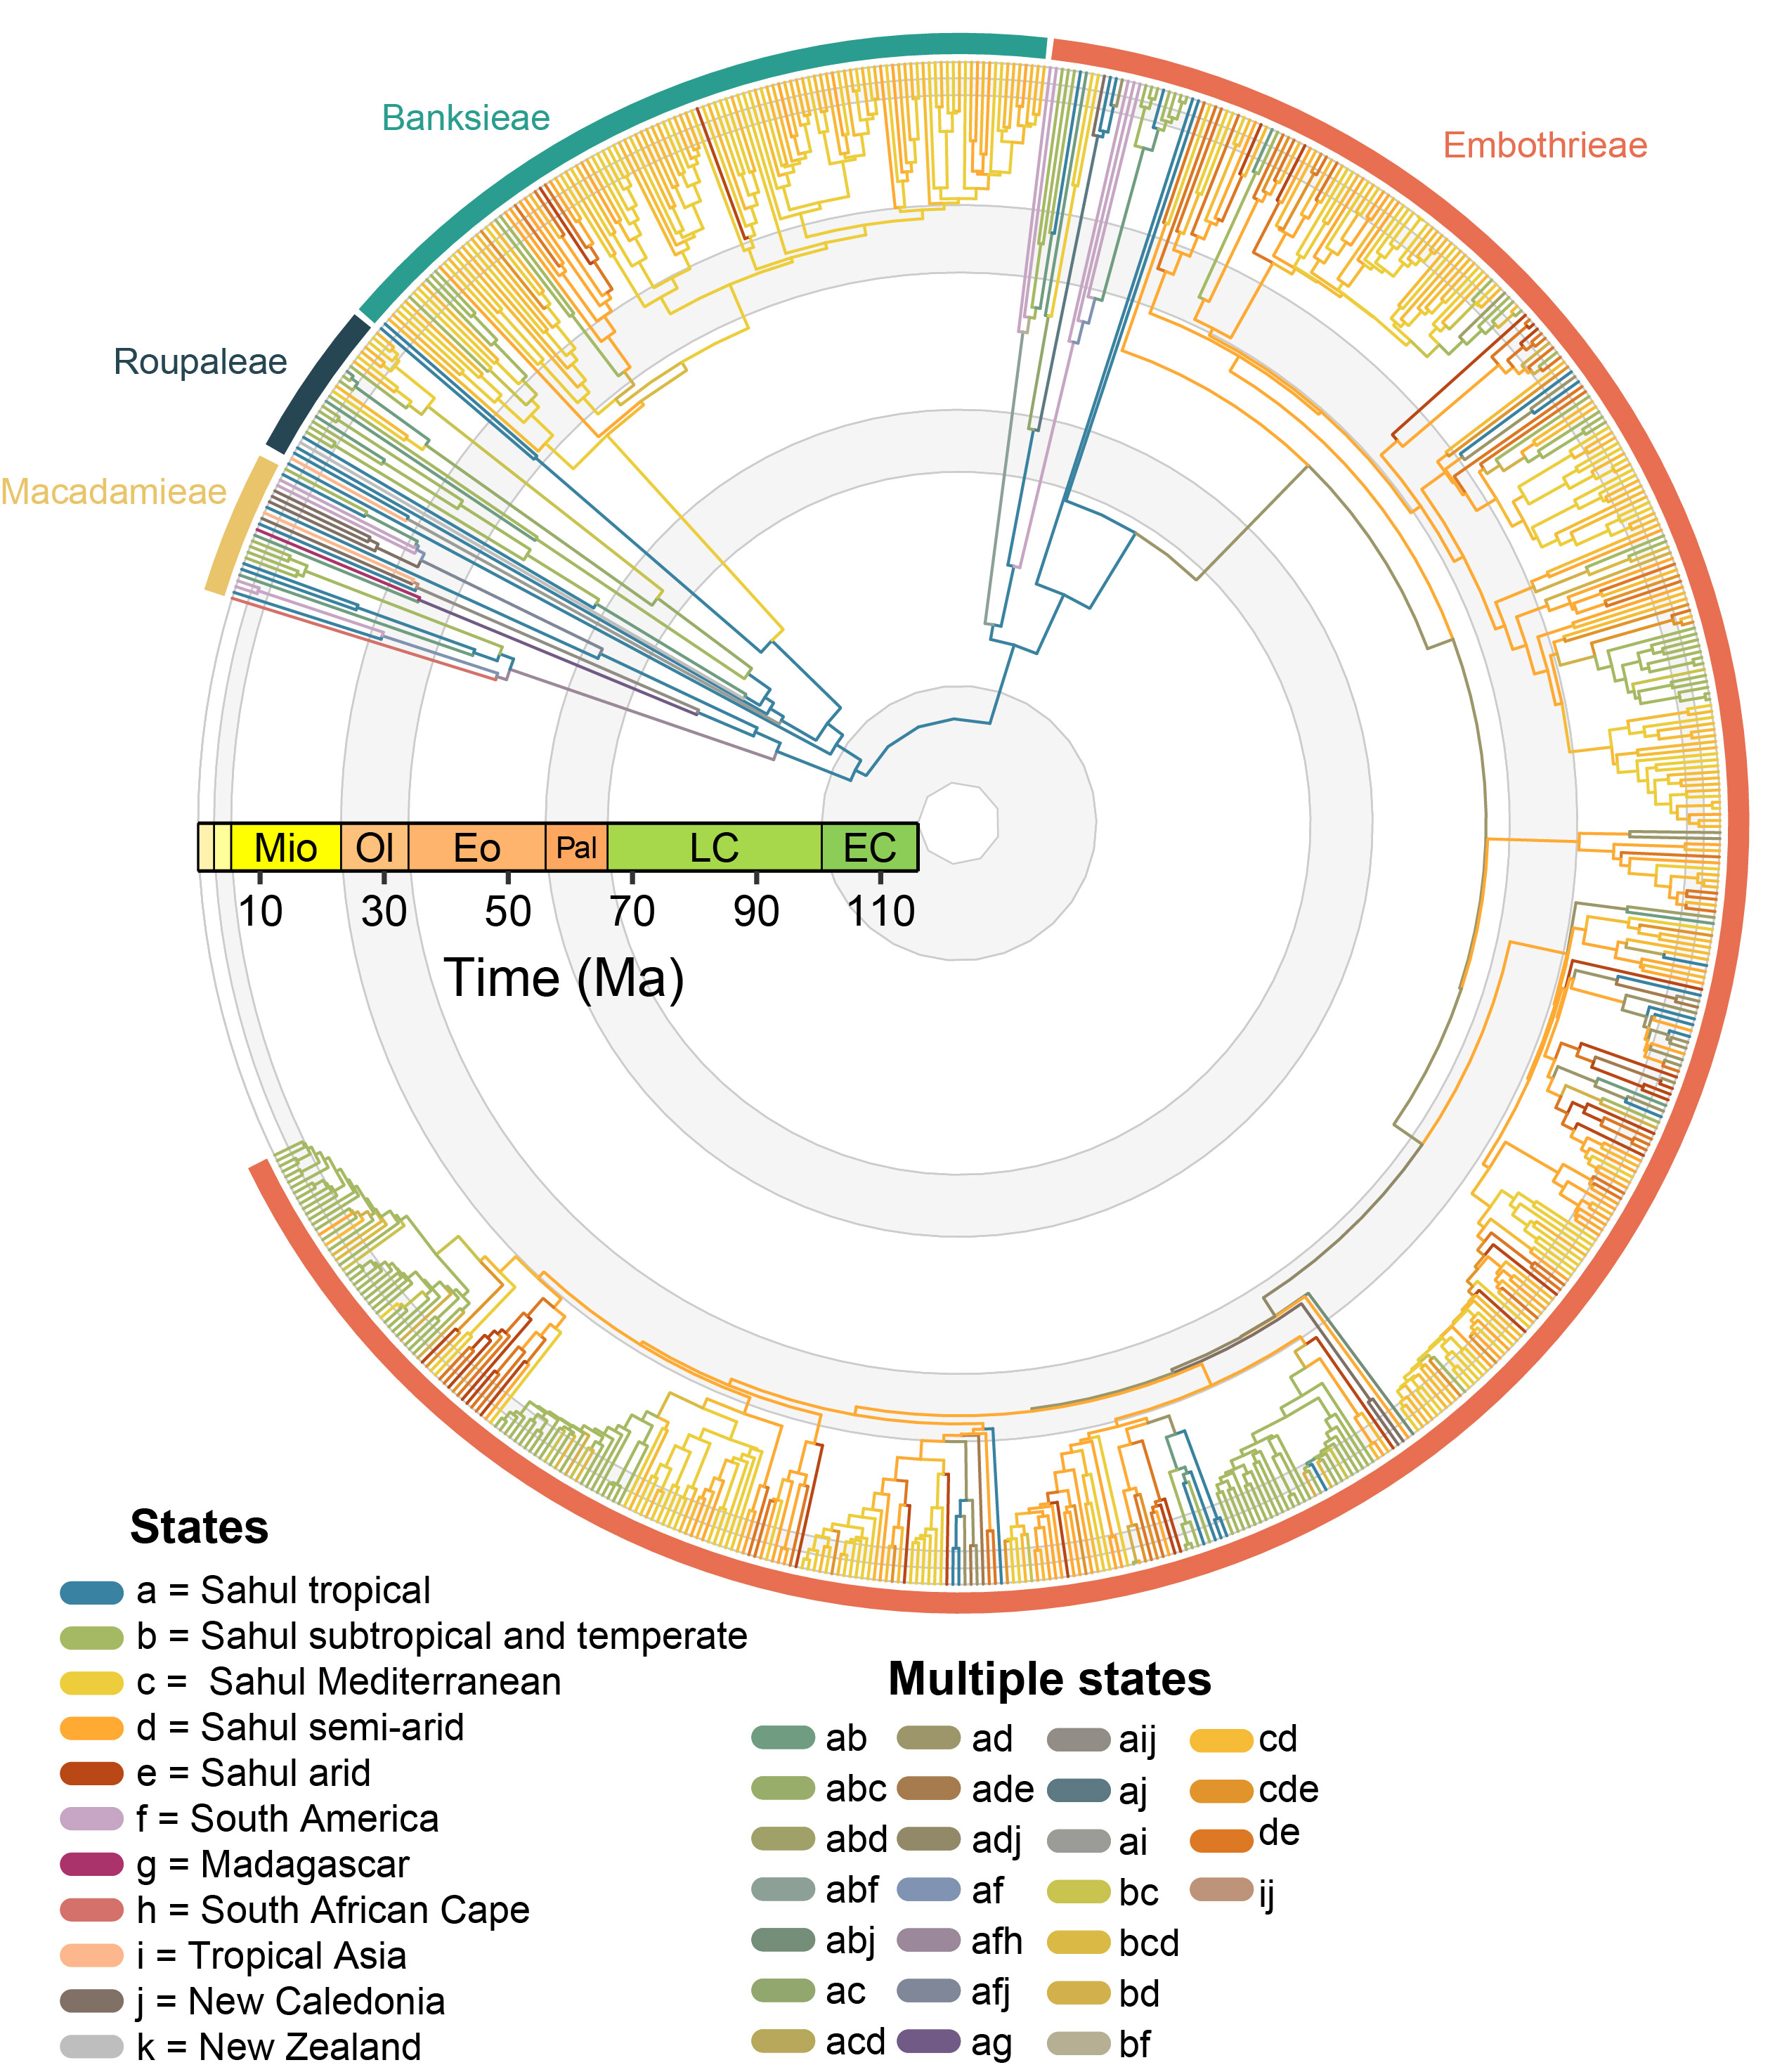 Banksieae
Embothrieae
Roupaleae
Macadamieae
Mio Ol Eo Pal LC EC
10 30 50 70 90 110
Time (Ma)
States
a = Sahul tropical
b = Sahul subtropical and temperate
c = Sahul Mediterranean
d = Sahul semi-arid
e = Sahul arid
f = South America
g = Madagascar
h = South African Cape
i = Tropical Asia
j = New Caledonia
k = New Zealand
Multiple states
ab ad aij cd
abc ade aj cde
abd adj ai de
abf af bc ij
abj afh bcd
ac afj bd
acd ag bf